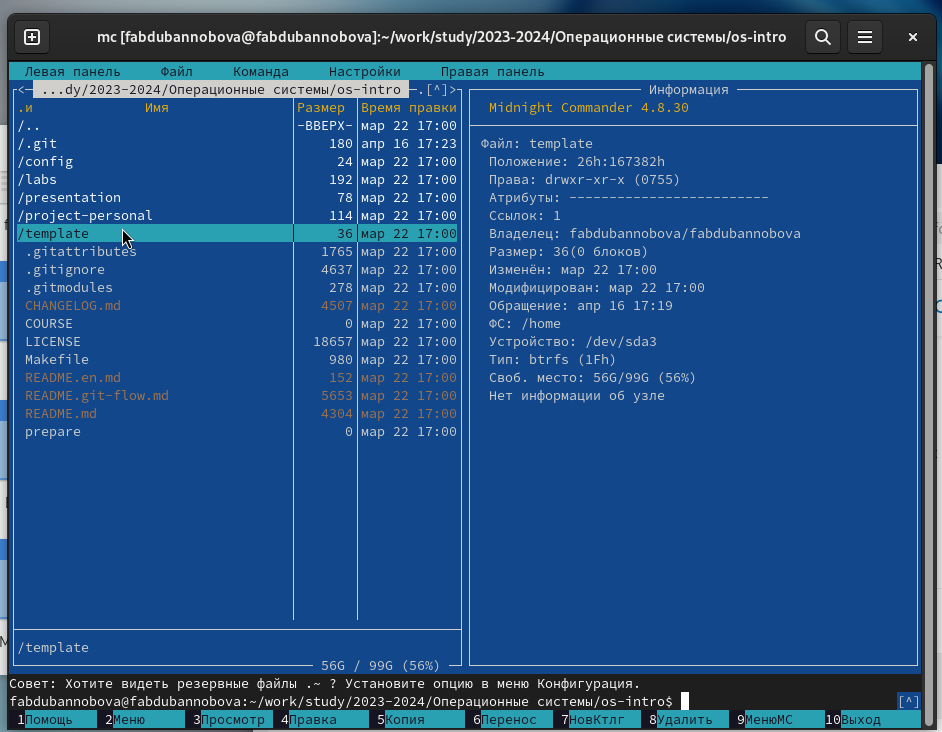 mc [fabdubannobova@fabdubannobova]:~/work/study/2023-2024/Операционные системы/os-intro
Левая панель Файл Команда Настройки Правая панель
<─ ...dy/2023-2024/Операционные системы/os-intro ─.[^]>
.и Имя Размер Время правки
/.. -ВВЕРХ- мар 22 17:00
/.git 180 апр 16 17:23
/config 24 мар 22 17:00
/labs 192 мар 22 17:00
/presentation 78 мар 22 17:00
/project-personal 114 мар 22 17:00
/template 36 мар 22 17:00
.gitattributes 1765 мар 22 17:00
.gitignore 4637 мар 22 17:00
.gitmodules 278 мар 22 17:00
CHANGELOG.md 4507 мар 22 17:00
COURSE 0 мар 22 17:00
LICENSE 18657 мар 22 17:00
Makefile 980 мар 22 17:00
README.en.md 152 мар 22 17:00
README.git-flow.md 5653 мар 22 17:00
README.md 4304 мар 22 17:00
prepare 0 мар 22 17:00
/template
56G / 99G (56%)
Информация
Midnight Commander 4.8.30
Файл: template
Положение: 26h:167382h
Права: drwxr-xr-x (0755)
Атрибуты: -------------------------
Ссылок: 1
Владелец: fabdubannobova/fabdubannobova
Размер: 36(0 блоков)
Изменён: мар 22 17:00
Модифицирован: мар 22 17:00
Обращение: апр 16 17:19
ФС: /home
Устройство: /dev/sda3
Тип: btrfs (1Fh)
Своб. место: 56G/99G (56%)
Нет информации об узле
Совет: Хотите видеть резервные файлы .~ ? Установите опцию в меню Конфигурация.
fabdubannobova@fabdubannobova:~/work/study/2023-2024/Операционные системы/os-intro$ [^]
1Помощь 2Меню 3Просмотр 4Правка 5Копия 6Перенос 7НовКтлг 8Удалить 9МенюМС 10Выход